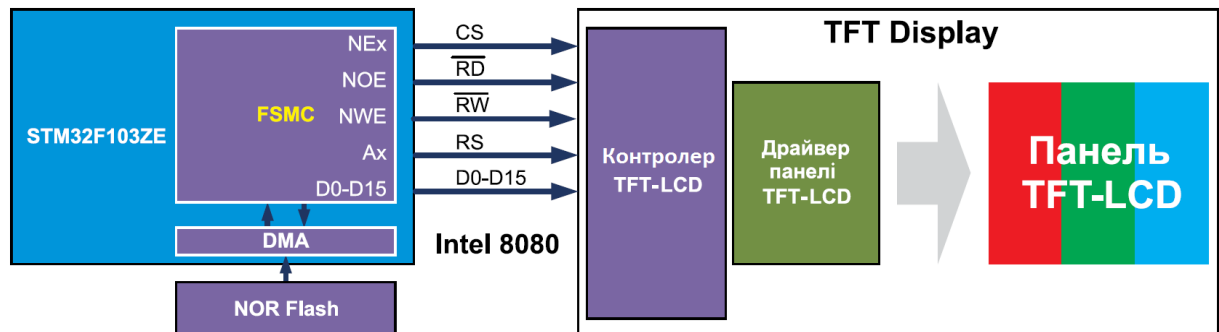 STM32F103ZE
FSMC
NEx
NOE
NWE
Ax
D0-D15
DMA
NOR Flash
CS
RD
RW
RS
D0-D15
Intel 8080
TFT Display
Контролер
TFT-LCD
Драйвер
панелі
TFT-LCD
Панель
TFT-LCD